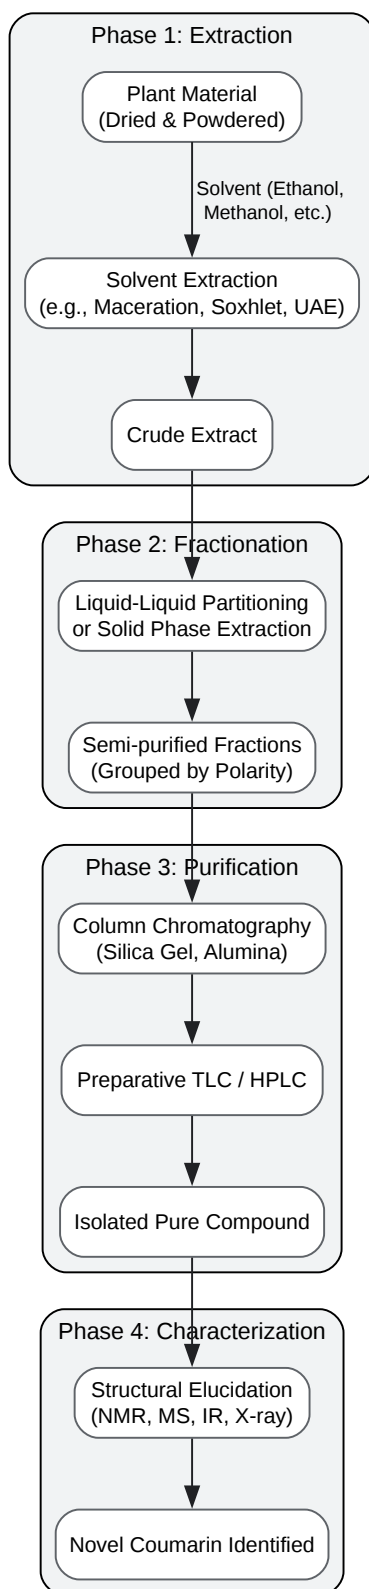 Phase 1: Extraction
Plant Material
(Dried & Powdered)
Solvent (Ethanol,
Methanol, etc.)
Solvent Extraction
(e.g., Maceration, Soxhlet, UAE)
Crude Extract
Phase 2: Fractionation
Liquid-Liquid Partitioning
or Solid Phase Extraction
Semi-purified Fractions
(Grouped by Polarity)
Phase 3: Purification
Column Chromatography
(Silica Gel, Alumina)
Preparative TLC / HPLC
Isolated Pure Compound
Phase 4: Characterization
Structural Elucidation
(NMR, MS, IR, X-ray)
Novel Coumarin Identified